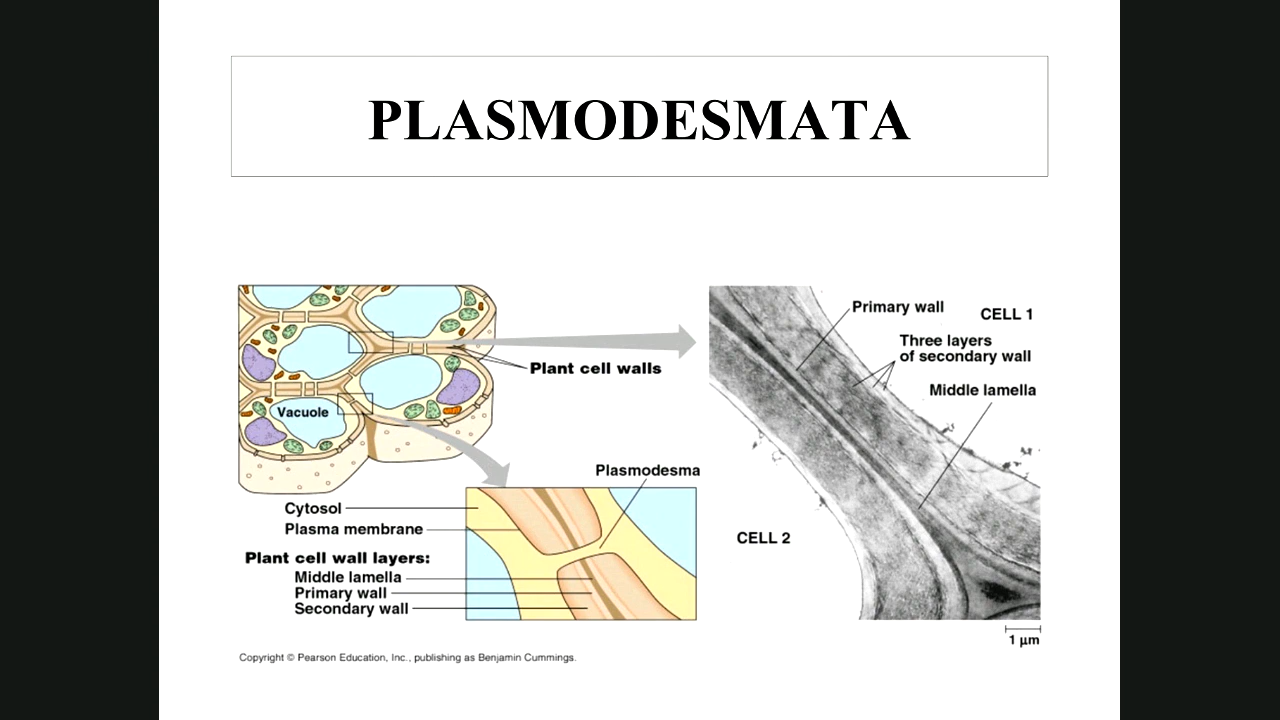 PLASMODESMATA
Plant cell walls
Vacuole
Primary wall
CELL 1
Three layers
of secondary wall
Middle lamella
Plasmodesma
Cytosol
Plasma membrane
Plant cell wall layers:
Middle lamella
Primary wall
Secondary wall
CELL 2
1 µm
Copyright © Pearson Education, Inc., publishing as Benjamin Cummings.